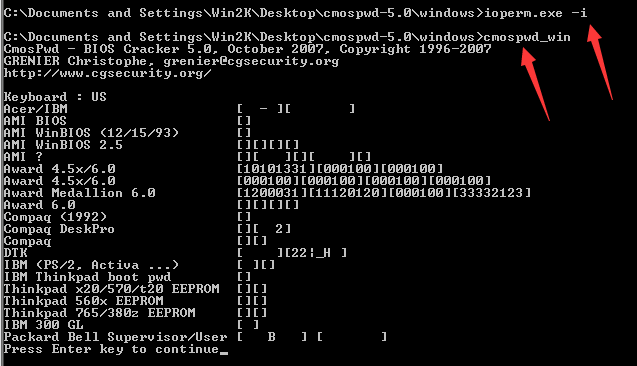 C:\Documents and Settings\Win2K\Desktop\cmospwd-5.0\windows>ioperm.exe -i
C:\Documents and Settings\Win2K\Desktop\cmospwd-5.0\windows>cmospwd_win
CmosPwd - BIOS Cracker 5.0, October 2007, Copyright 1996-2007
GRENIER Christophe, grenier@cgsecurity.org
http://www.cgsecurity.org/
Keyboard : US
Acer/IBM [ - ][ ]
AMI BIOS []
AMI WinBIOS (12/15/93) []
AMI WinBIOS 2.5 [][][][]
AMI ? [][ ][][ ][]
Award 4.5x/6.0 [10101331][000100][000100]
Award 4.5x/6.0 [000100][000100][000100][000100]
Award Medallion 6.0 [1200031][11120120][000100][33332123]
Award 6.0 [][][][]
Compaq (1992) []
Compaq DeskPro [][ 2]
Compaq [][]
DTK [ ][22¦_H ]
IBM (PS/2, Activa ...) [ ][]
IBM Thinkpad boot pwd []
Thinkpad x20/570/t20 EEPROM [][]
Thinkpad 560x EEPROM [][]
Thinkpad 765/380z EEPROM [][]
IBM 300 GL [ ]
Packard Bell Supervisor/User [ B ] [ ]
Press Enter key to continue_